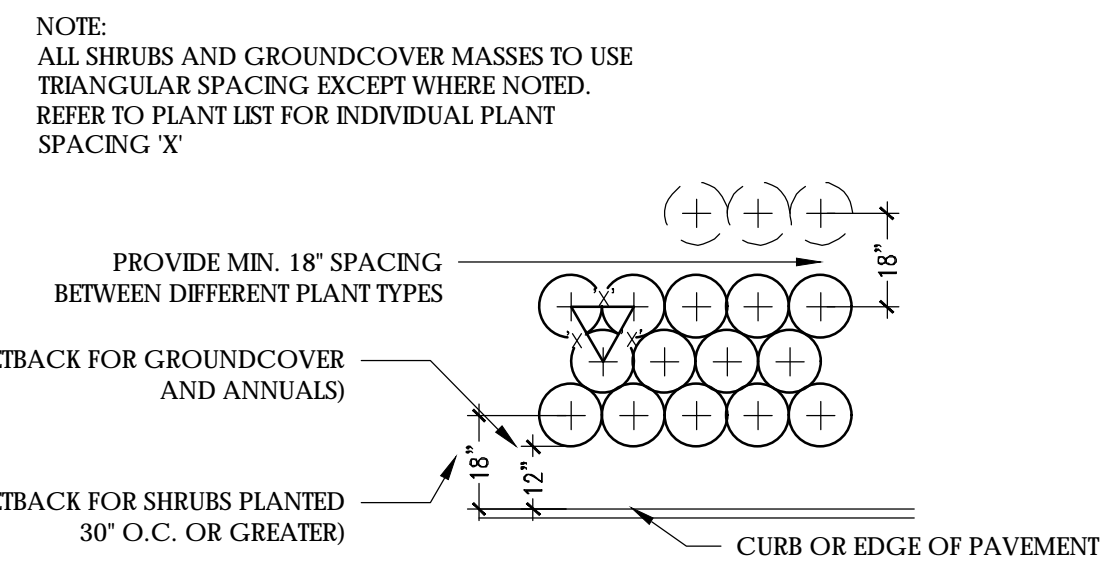 NOTE:
ALL SHRUBS AND GROUNDCOVER MASSES TO USE
TRIANGULAR SPACING EXCEPT WHERE NOTED.
REFER TO PLANT LIST FOR INDIVIDUAL PLANT
SPACING 'X'
18"
PROVIDE MIN. 18" SPACING
BETWEEN DIFFERENT PLANT TYPES
'X'
'X'
'X'
FOR GROUNDCOVER
AND ANNUALS)
18"
12"
FOR SHRUBS PLANTED
30" O.C. OR GREATER)
CURB OR EDGE OF PAVEMENT